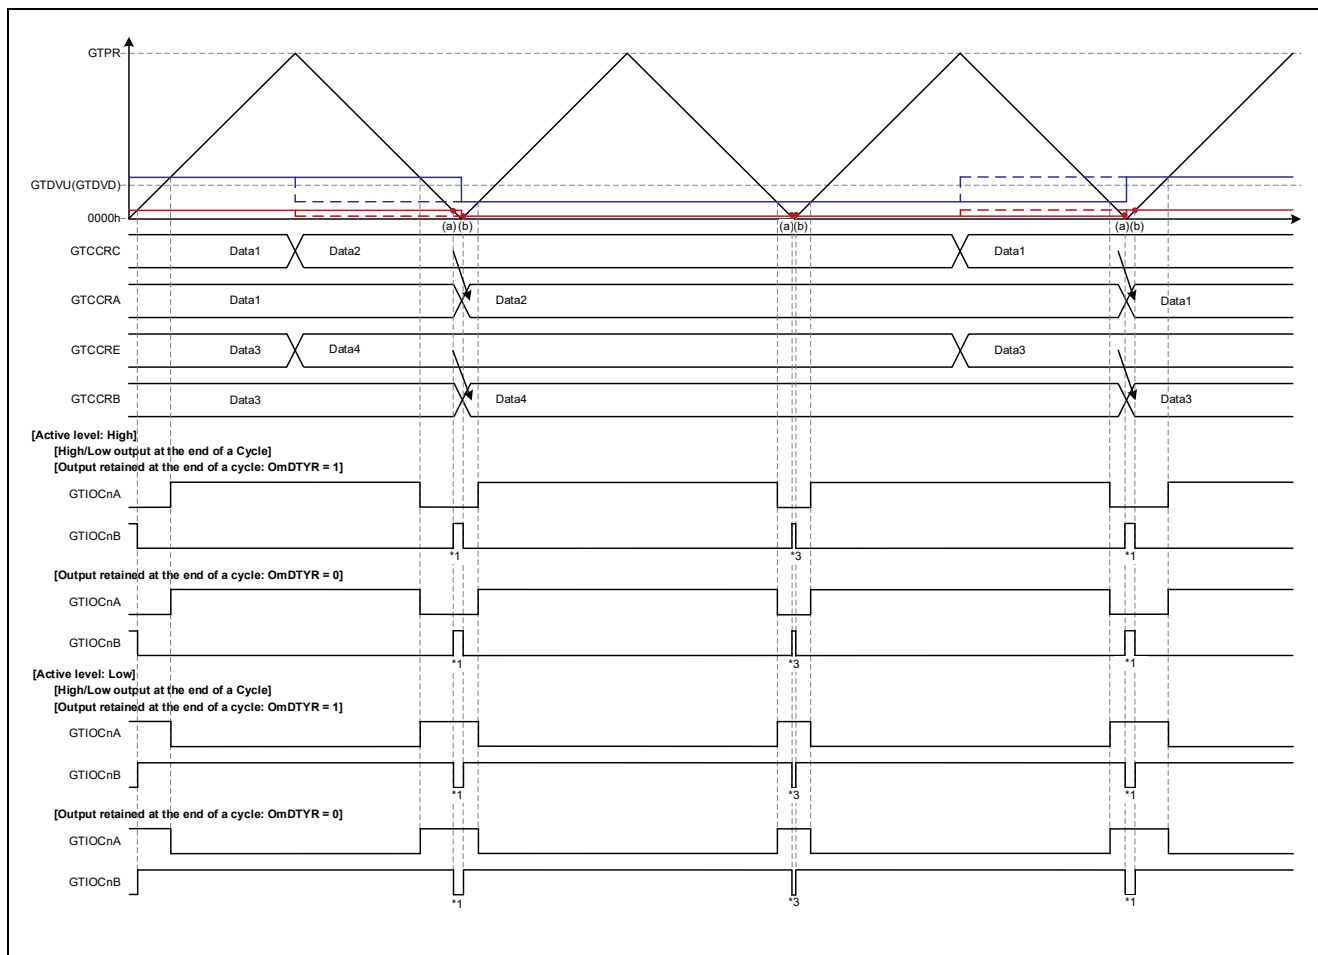 GTPR
GTDVU(GTDVD)
0000h
(a) (b) (a) (b) (a) (b)
GTCCRC Data1 Data2 Data1
GTCCRA Data1 Data2 Data1
GTCCRE Data3 Data4 Data3
GTCCRB Data3 Data4 Data3
[Active level: High]
[High/Low output at the end of a Cycle]
[Output retained at the end of a cycle: OmDTYR = 1]
GTIOCnA
GTIOCnB
*1 *3 *1
[Output retained at the end of a cycle: OmDTYR = 0]
GTIOCnA
GTIOCnB
*1 *3 *1
[Active level: Low]
[High/Low output at the end of a Cycle]
[Output retained at the end of a cycle: OmDTYR = 1]
GTIOCnA
GTIOCnB
*1 *3 *1
[Output retained at the end of a cycle: OmDTYR = 0]
GTIOCnA
GTIOCnB
*1 *3 *1